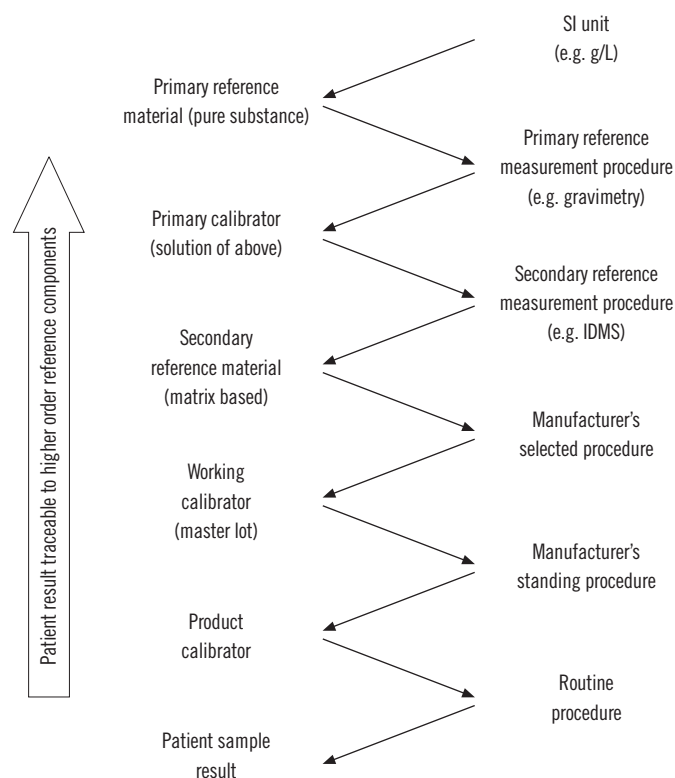 SI unit
(e.g. g/L)
Primary reference
material (pure substance)
Primary reference
measurement procedure
(e.g. gravimetry)
Primary calibrator
(solution of above)
Secondary reference
measurement procedure
(e.g. IDMS)
Secondary
reference material
(matrix based)
Manufacturer’s
selected procedure
Working
calibrator
(master lot)
Manufacturer’s
standing procedure
Product
calibrator
Routine
procedure
Patient sample
result
Patient result traceable to higher order reference components